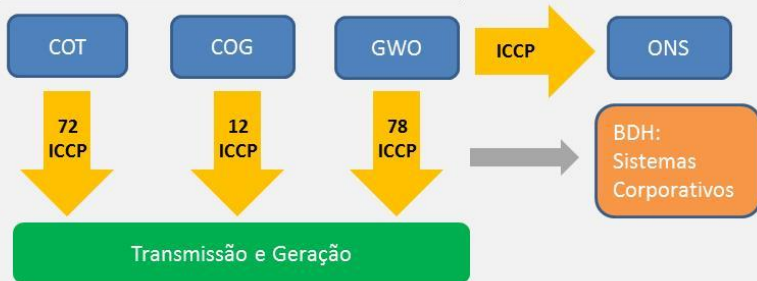 COT
COG
GWO
ICCP
ONS
72
ICCP
12
ICCP
78
ICCP
BDH:
Sistemas
Corporativos
Transmissão e Geração